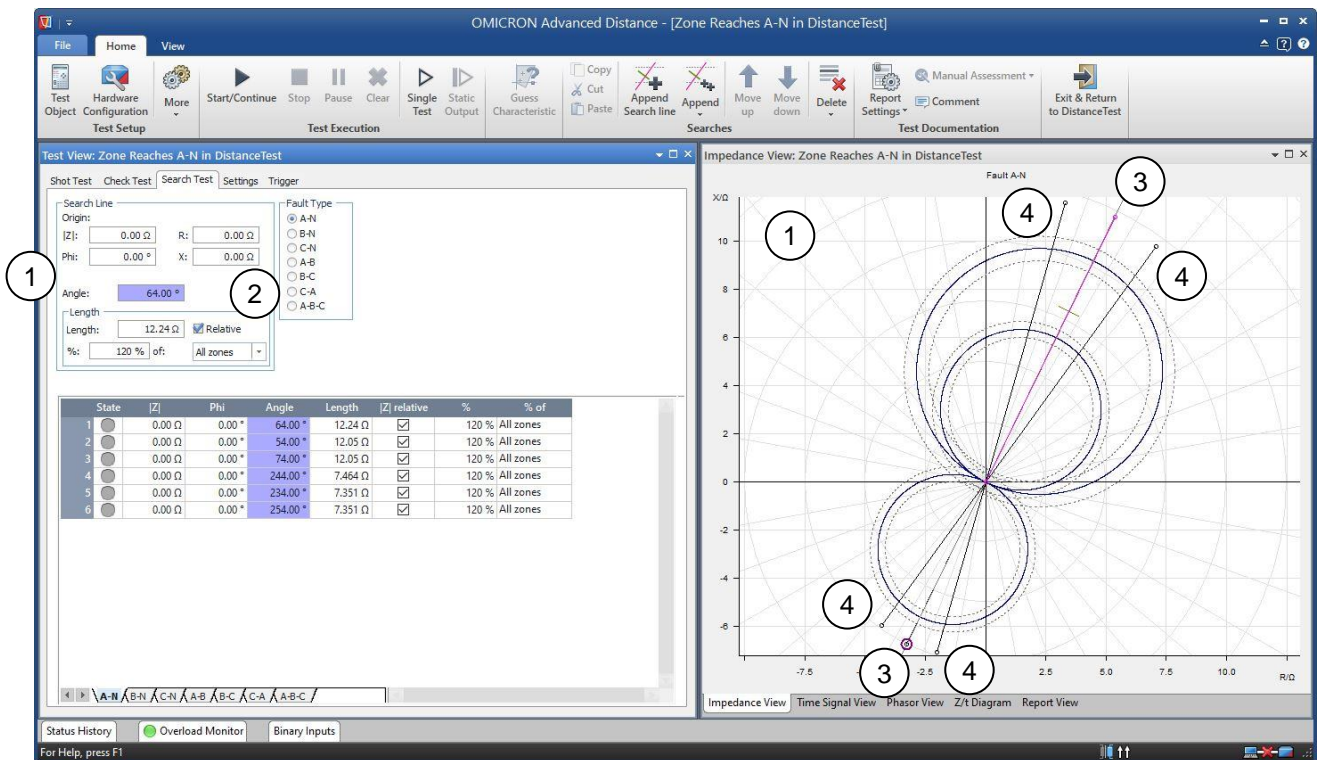 OMICRON Advanced Distance - [Zone Reaches A-N in DistanceTest]
File Home View
Test Object
Hardware Configuration
More
Test Setup
Start/Continue Stop Pause Clear
Single Test
Static Output
Test Execution
Guess Characteristic
Copy
Cut
Paste
Append Search line
Append
Move up
Move down
Delete
Searches
Report Settings
Manual Assessment
Comment
Test Documentation
Exit & Return to DistanceTest
Test View: Zone Reaches A-N in DistanceTest
Shot Test Check Test Search Test Settings Trigger
Search Line
Origin:
|Z|: 0.00 Ω R: 0.00 Ω
Phi: 0.00 ° X: 0.00 Ω
Angle: 64.00 °
Length
Length: 12.24 Ω Relative
%: 120 % of: All zones
Fault Type
A-N
B-N
C-N
A-B
B-C
C-A
A-B-C
1
2
State |Z| Phi Angle Length |Z| relative % % of
1 0.00 Ω 0.00 ° 64.00 ° 12.24 Ω 120 % All zones
2 0.00 Ω 0.00 ° 54.00 ° 12.05 Ω 120 % All zones
3 0.00 Ω 0.00 ° 74.00 ° 12.05 Ω 120 % All zones
4 0.00 Ω 0.00 ° 244.00 ° 7.464 Ω 120 % All zones
5 0.00 Ω 0.00 ° 234.00 ° 7.351 Ω 120 % All zones
6 0.00 Ω 0.00 ° 254.00 ° 7.351 Ω 120 % All zones
A-N B-N C-N A-B B-C C-A A-B-C
Impedance View: Zone Reaches A-N in DistanceTest
Fault A-N
X/Ω
10
8
6
4
2
0
-2
-4
-6
1
4
3
4
4
3
4
-7.5 -2.5 2.5 5.0 7.5 10.0
R/Ω
Impedance View Time Signal View Phasor View Z/t Diagram Report View
Status History Overload Monitor Binary Inputs
For Help, press F1